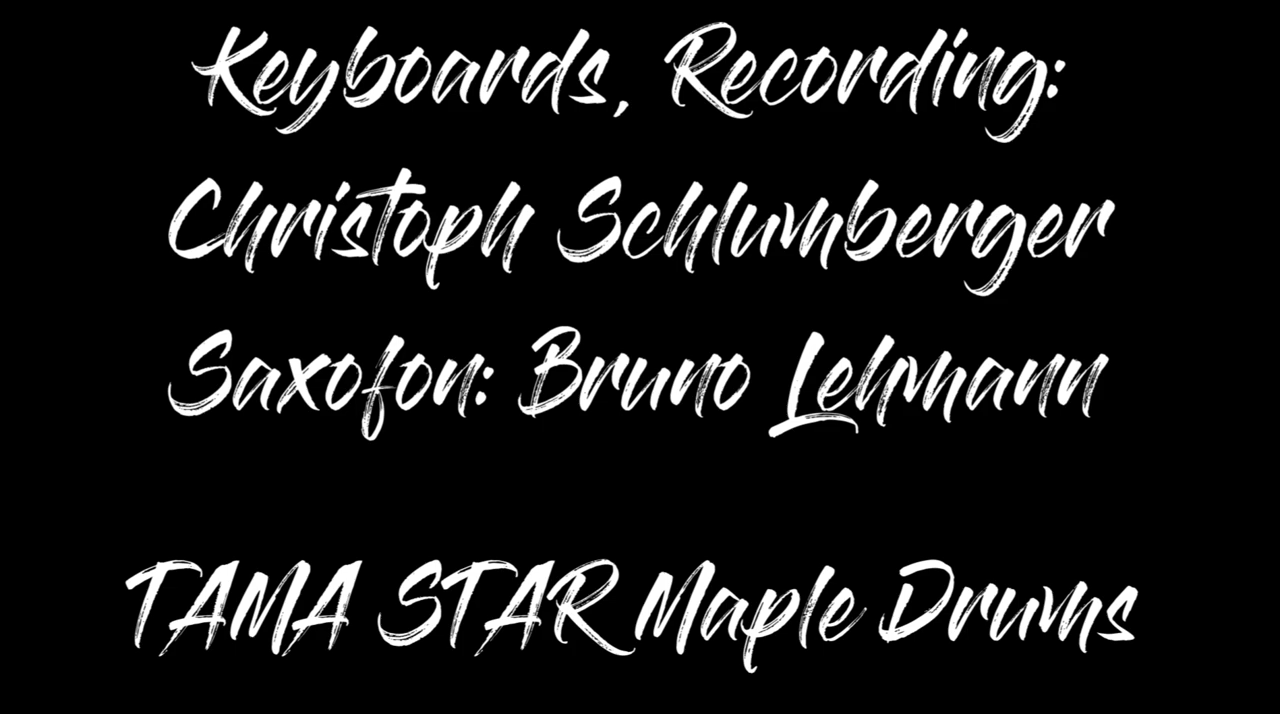 Keyboards, Recording:
Christoph Schlumberger
Saxofon: Bruno Lehmann
TAMA STAR Maple Drums